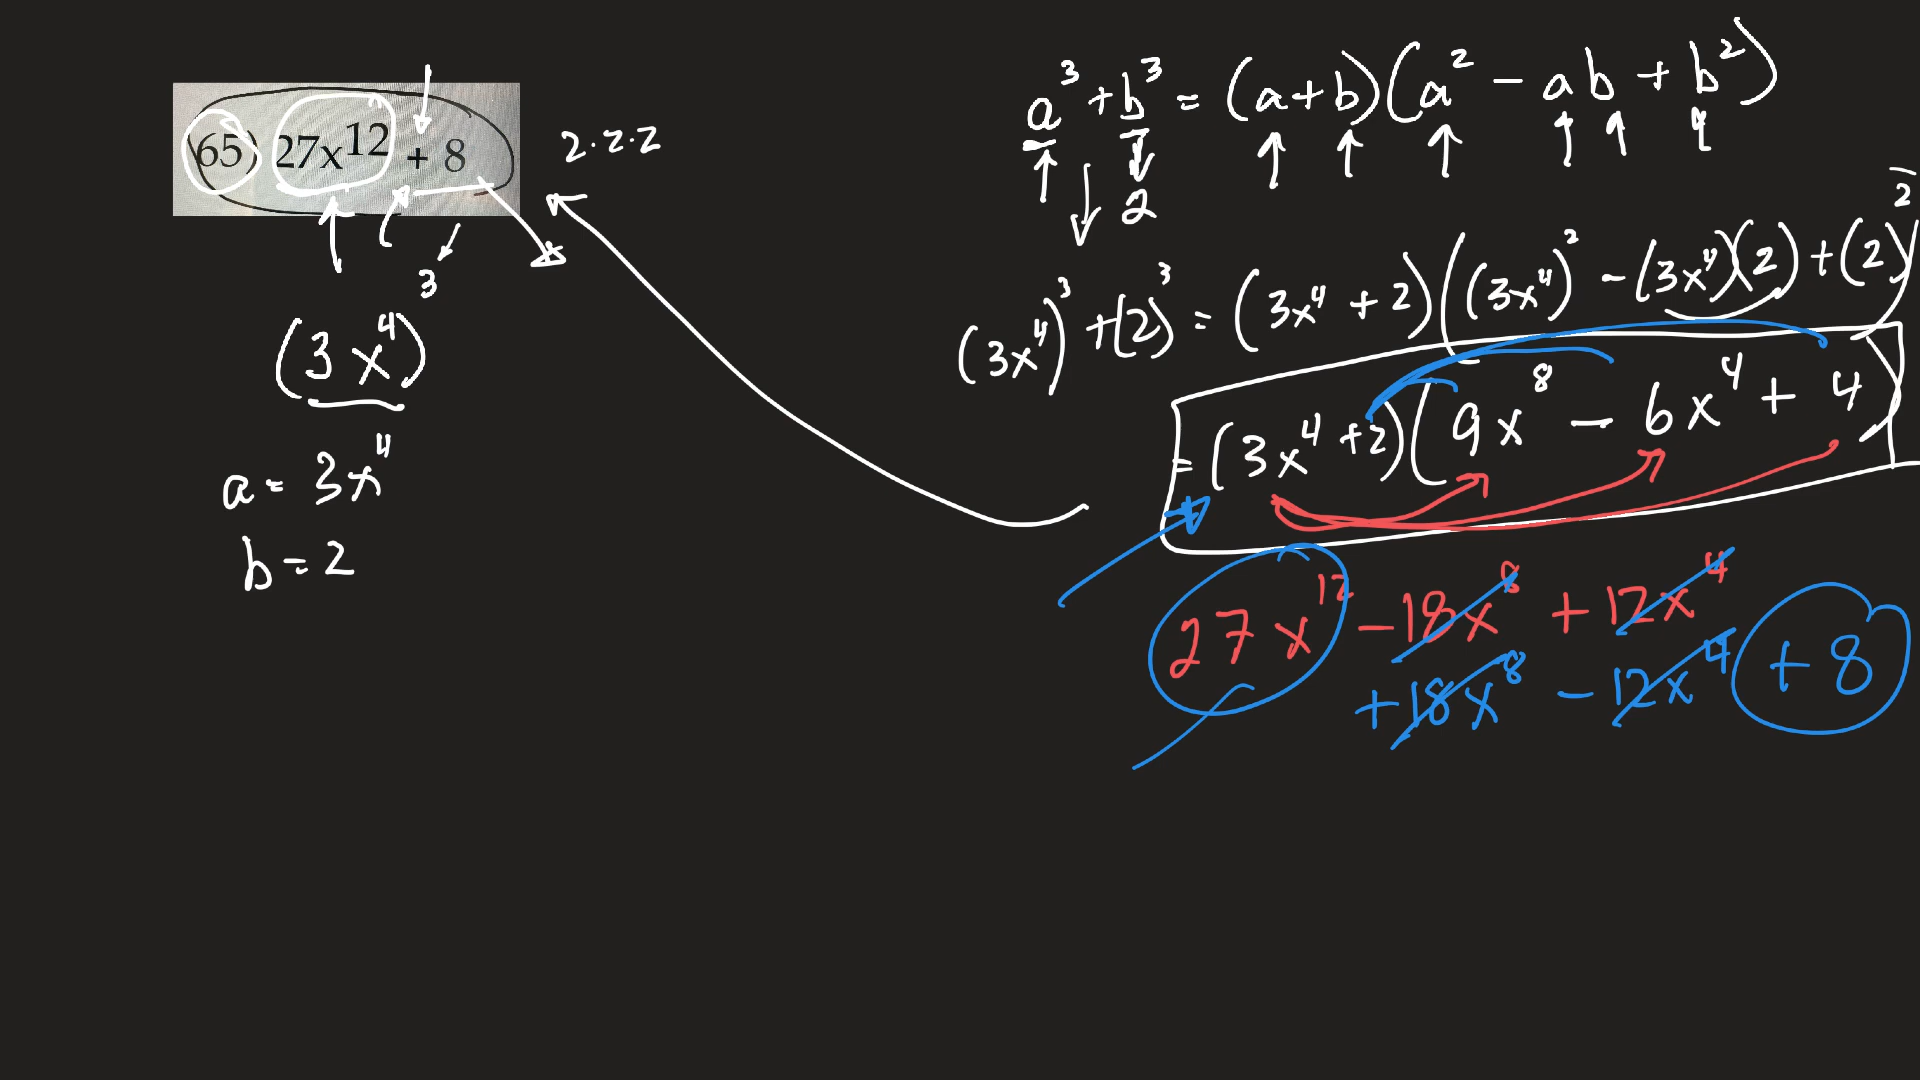 65) 27x^12 + 8
2·2·2
3
(3x^4)
a = 3x^4
b = 2
a^3 + b^3 = (a + b)(a^2 - ab + b^2)
2
(3x^4)^3 + (2)^3 = (3x^4 + 2)((3x^4)^2 - (3x^4)(2) + (2)^2)
= (3x^4 + 2)(9x^8 - 6x^4 + 4)
27x^12 - 18x^8 + 12x^4
+ 18x^8 - 12x^4 + 8